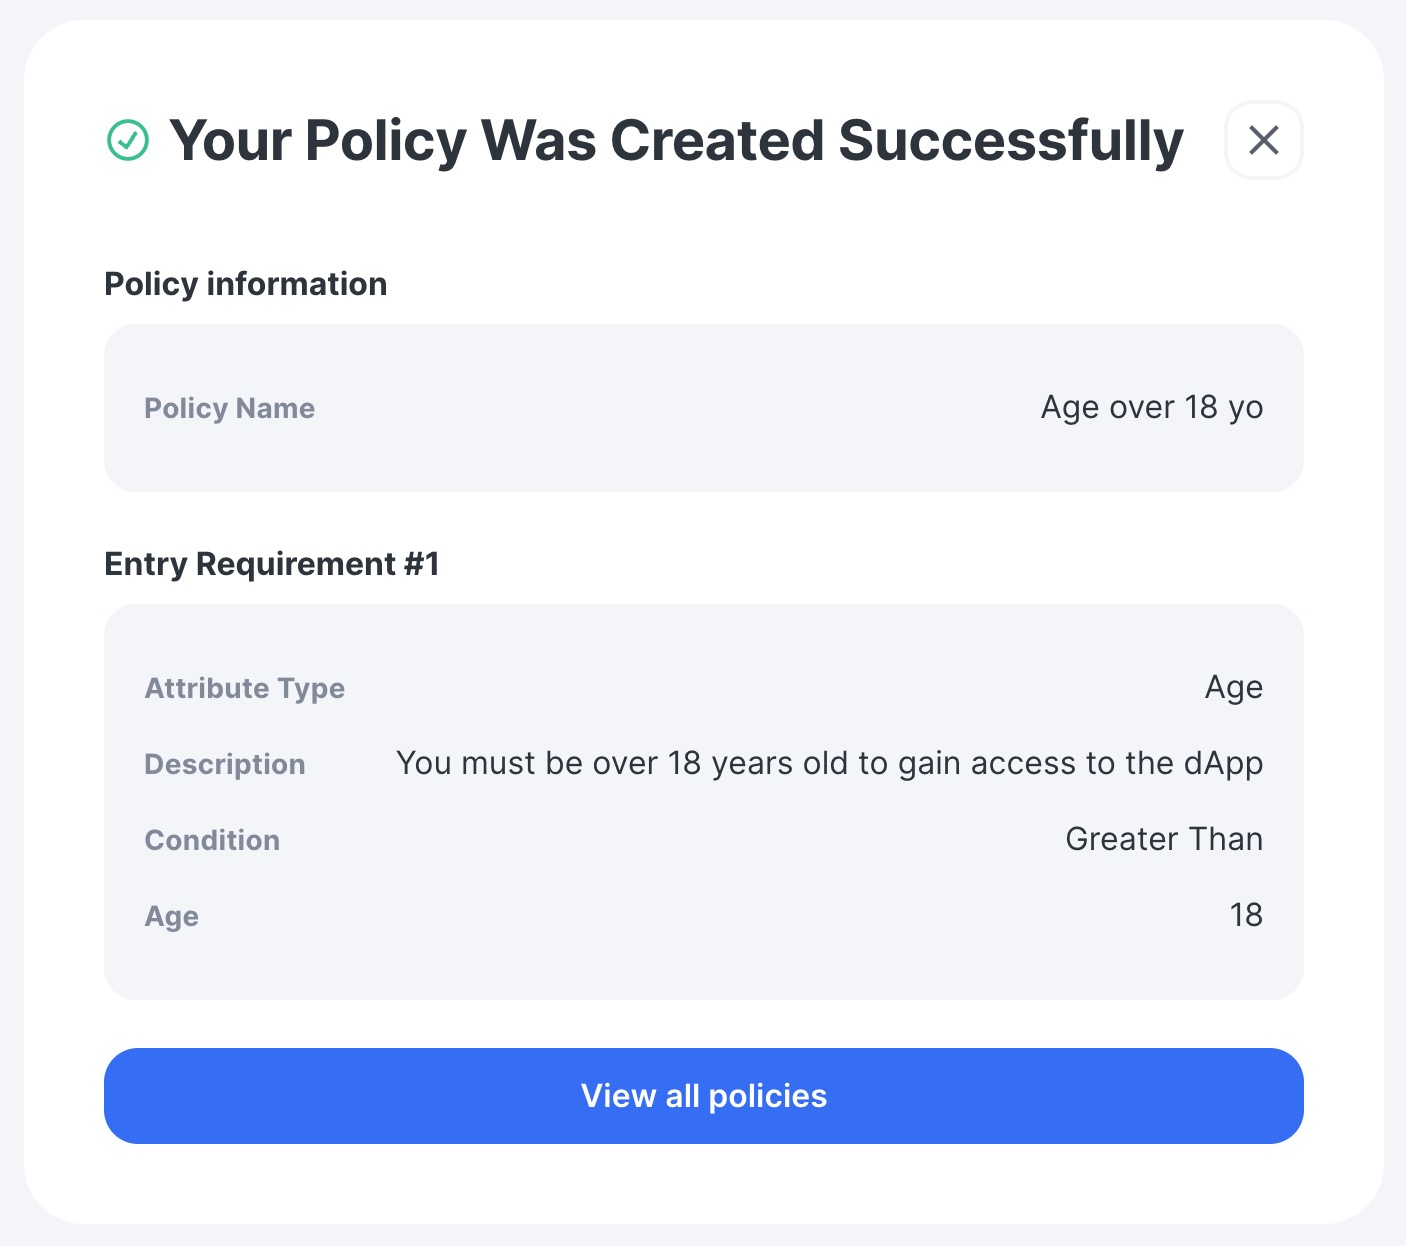 Your Policy Was Created Successfully
Policy information
Policy Name Age over 18 yo
Entry Requirement #1
Attribute Type Age
Description You must be over 18 years old to gain access to the dApp
Condition Greater Than
Age 18
View all policies